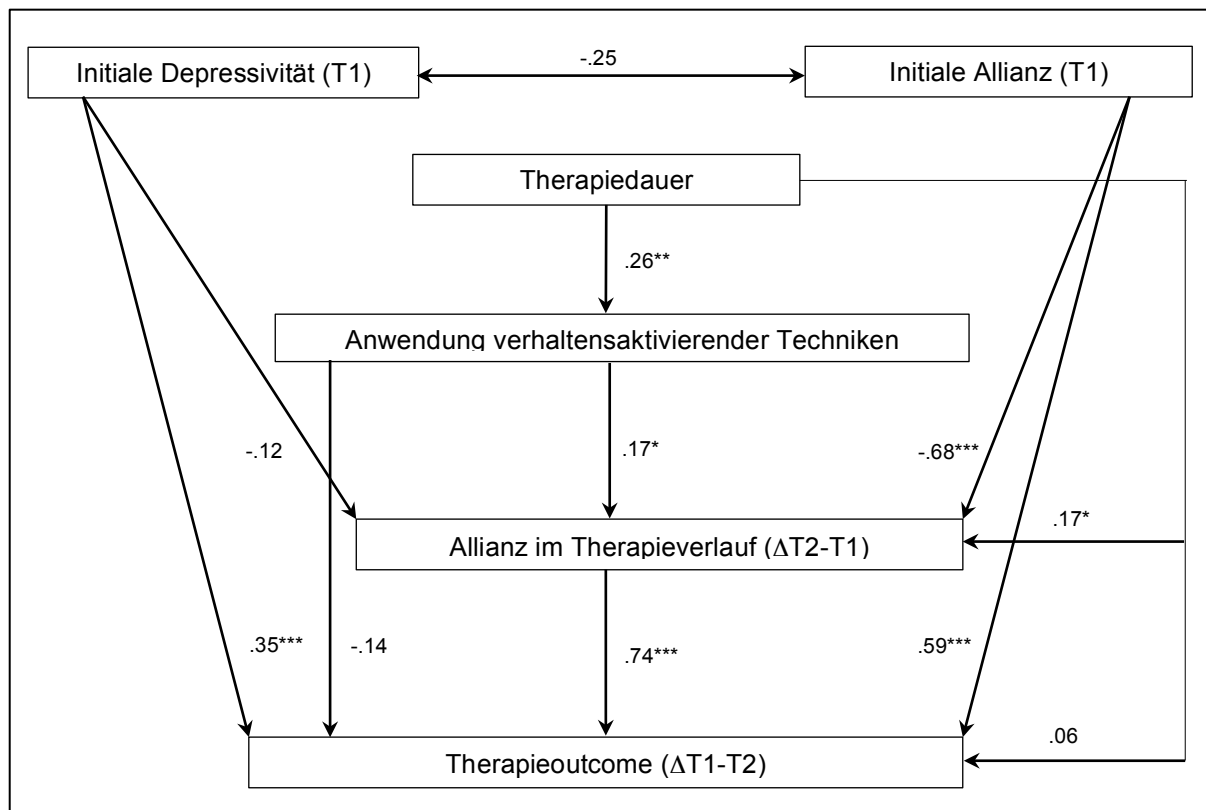 -.25
Initiale Depressivität (T1)
Initiale Allianz (T1)
Therapiedauer
.26**
Anwendung verhaltensaktivierender Techniken
-.12
.17*
-.68***
.17*
Allianz im Therapieverlauf (ΔT2-T1)
.35***
-.14
.74***
.59***
.06
Therapieoutcome (ΔT1-T2)